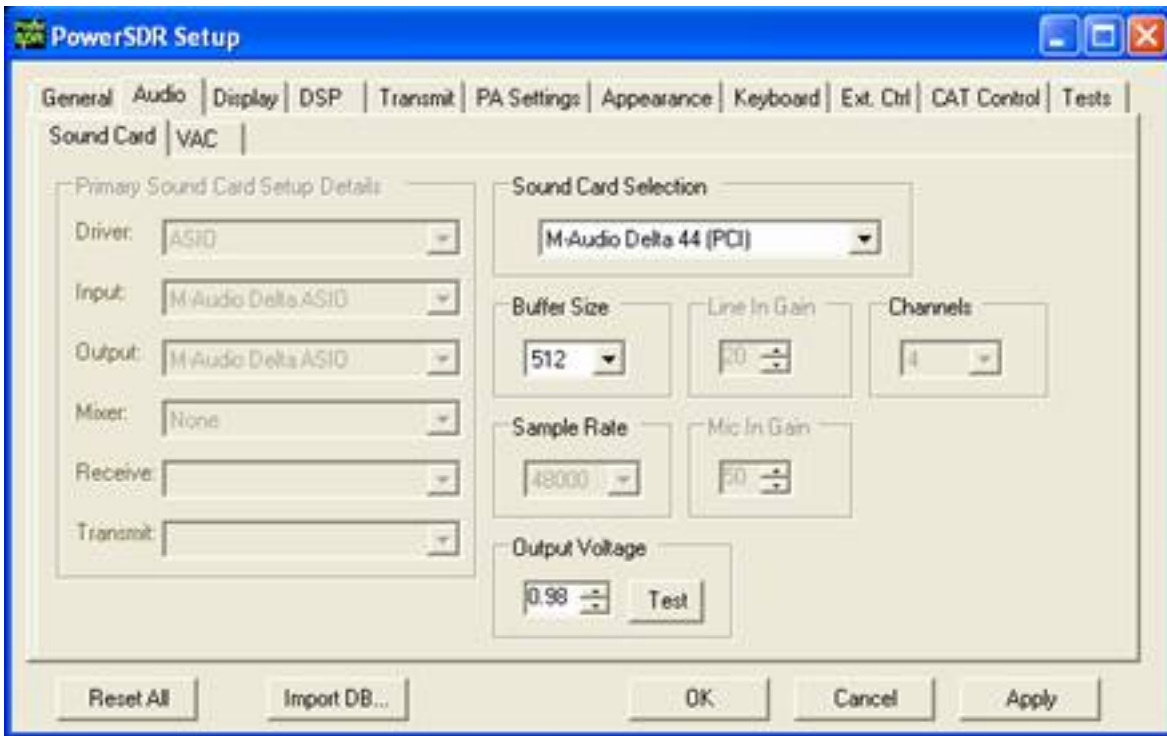 PowerSDR Setup
General Audio Display DSP Transmit PA Settings Appearance Keyboard Ext. Ctrl CAT Control Tests
Sound Card VAC
Primary Sound Card Setup Details
Driver: ASIO
Input: M-Audio Delta ASIO
Output: M-Audio Delta ASIO
Mixer: None
Receive:
Transmit:
Sound Card Selection
M-Audio Delta 44 (PCI)
Buffer Size
512
Line In Gain
20
Channels
4
Sample Rate
48000
Mic In Gain
50
Output Voltage
0.98 Test
Reset All Import DB... OK Cancel Apply